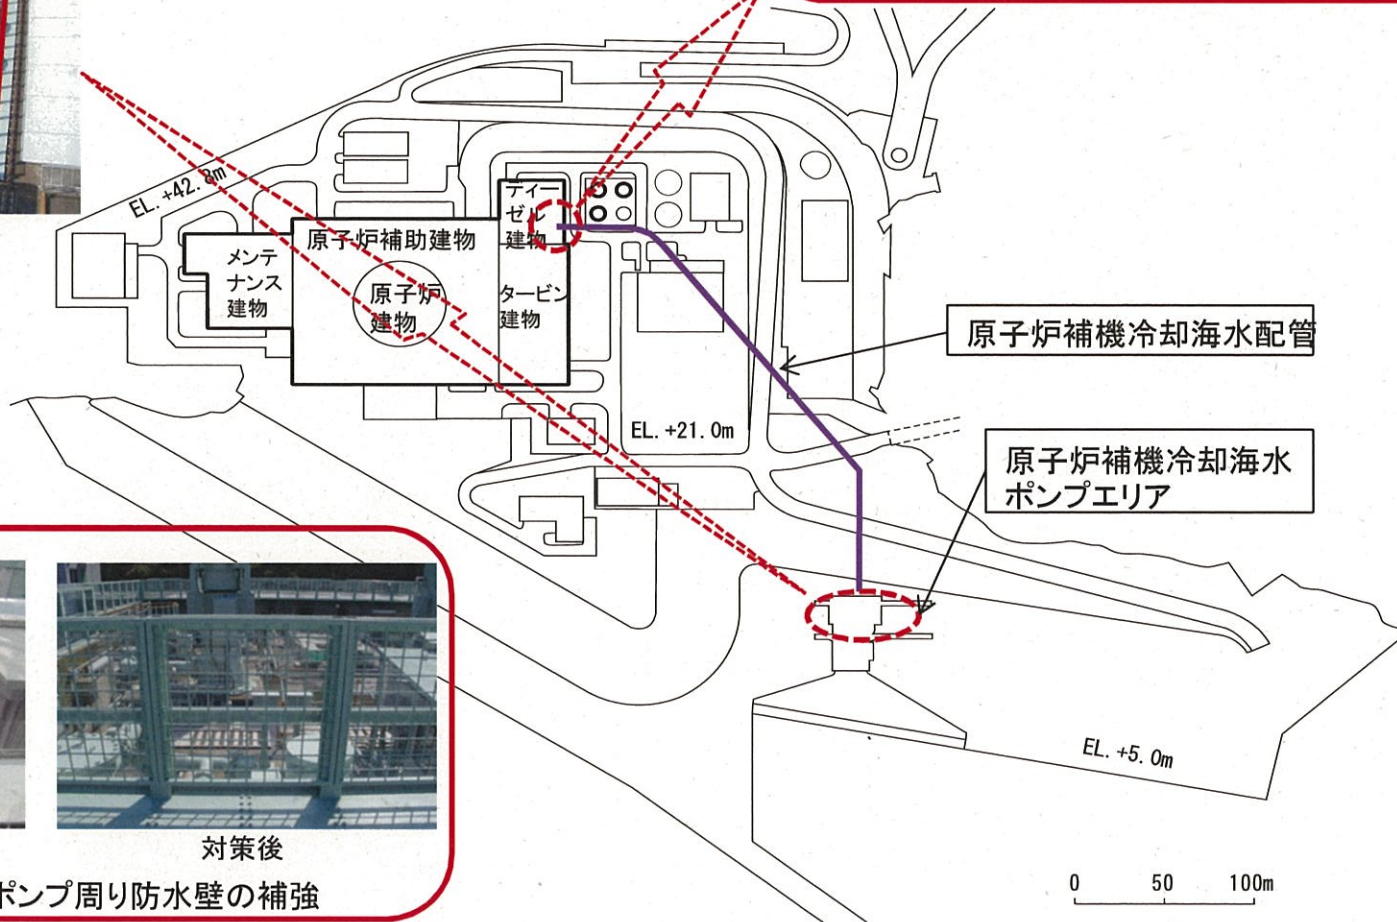 EL. +42.8m
ディー
ゼル
建物
原子炉補助建物
メンテ
ナンス
建物
原子炉
建物
タービン
建物
原子炉補機冷却海水配管
EL. +21.0m
原子炉補機冷却海水
ポンプエリア
EL. +5.0m
対策後
ポンプ周り防水壁の補強
0 50 100m